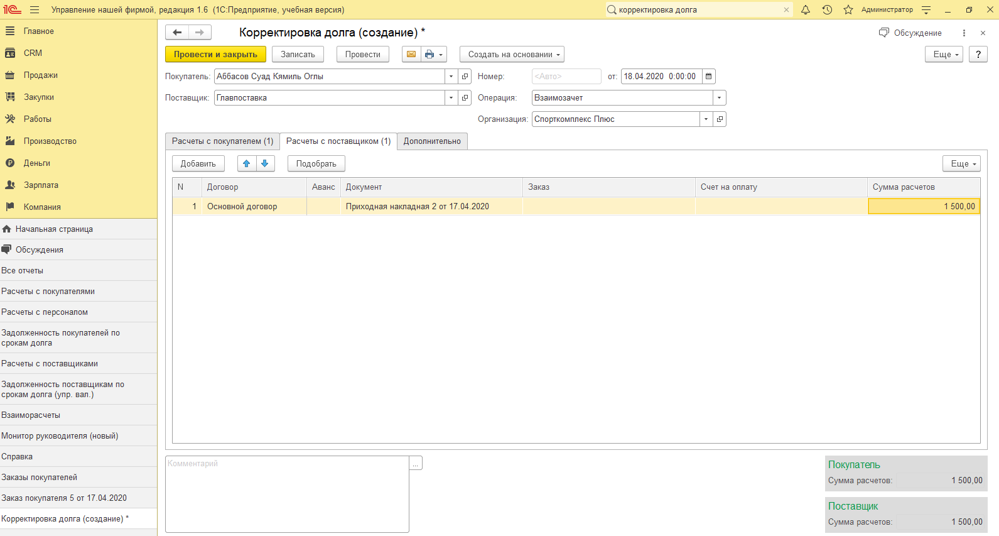 1С Управление нашей фирмой, редакция 1.6 (1С:Предприятие, учебная версия) корректировка долга Администратор
Главное
CRM
Продажи
Закупки
Работы
Производство
Деньги
Зарплата
Компания
Начальная страница
Обсуждения
Все отчеты
Расчеты с покупателями
Расчеты с персоналом
Задолженность покупателей по
срокам долга
Расчеты с поставщиками
Задолженность поставщикам по
срокам долга (упр. вал.)
Взаиморасчеты
Монитор руководителя (новый)
Справка
Заказы покупателей
Заказ покупателя 5 от 17.04.2020
Корректировка долга (создание) *
Корректировка долга (создание) * Обсуждение
Провести и закрыть Записать Провести Создать на основании Еще ?
Покупатель: Аббасов Суад Кямиль Оглы Номер: <Авто> от: 18.04.2020 0:00:00
Поставщик: Главпоставка Операция: Взаимозачет
Организация: Спорткомплекс Плюс
Расчеты с покупателем (1) Расчеты с поставщиком (1) Дополнительно
Добавить Подобрать Еще
N Договор Аванс Документ Заказ Счет на оплату Сумма расчетов
1 Основной договор Приходная накладная 2 от 17.04.2020 1 500,00
Комментарий ...
Покупатель
Сумма расчетов: 1 500,00
Поставщик
Сумма расчетов: 1 500,00